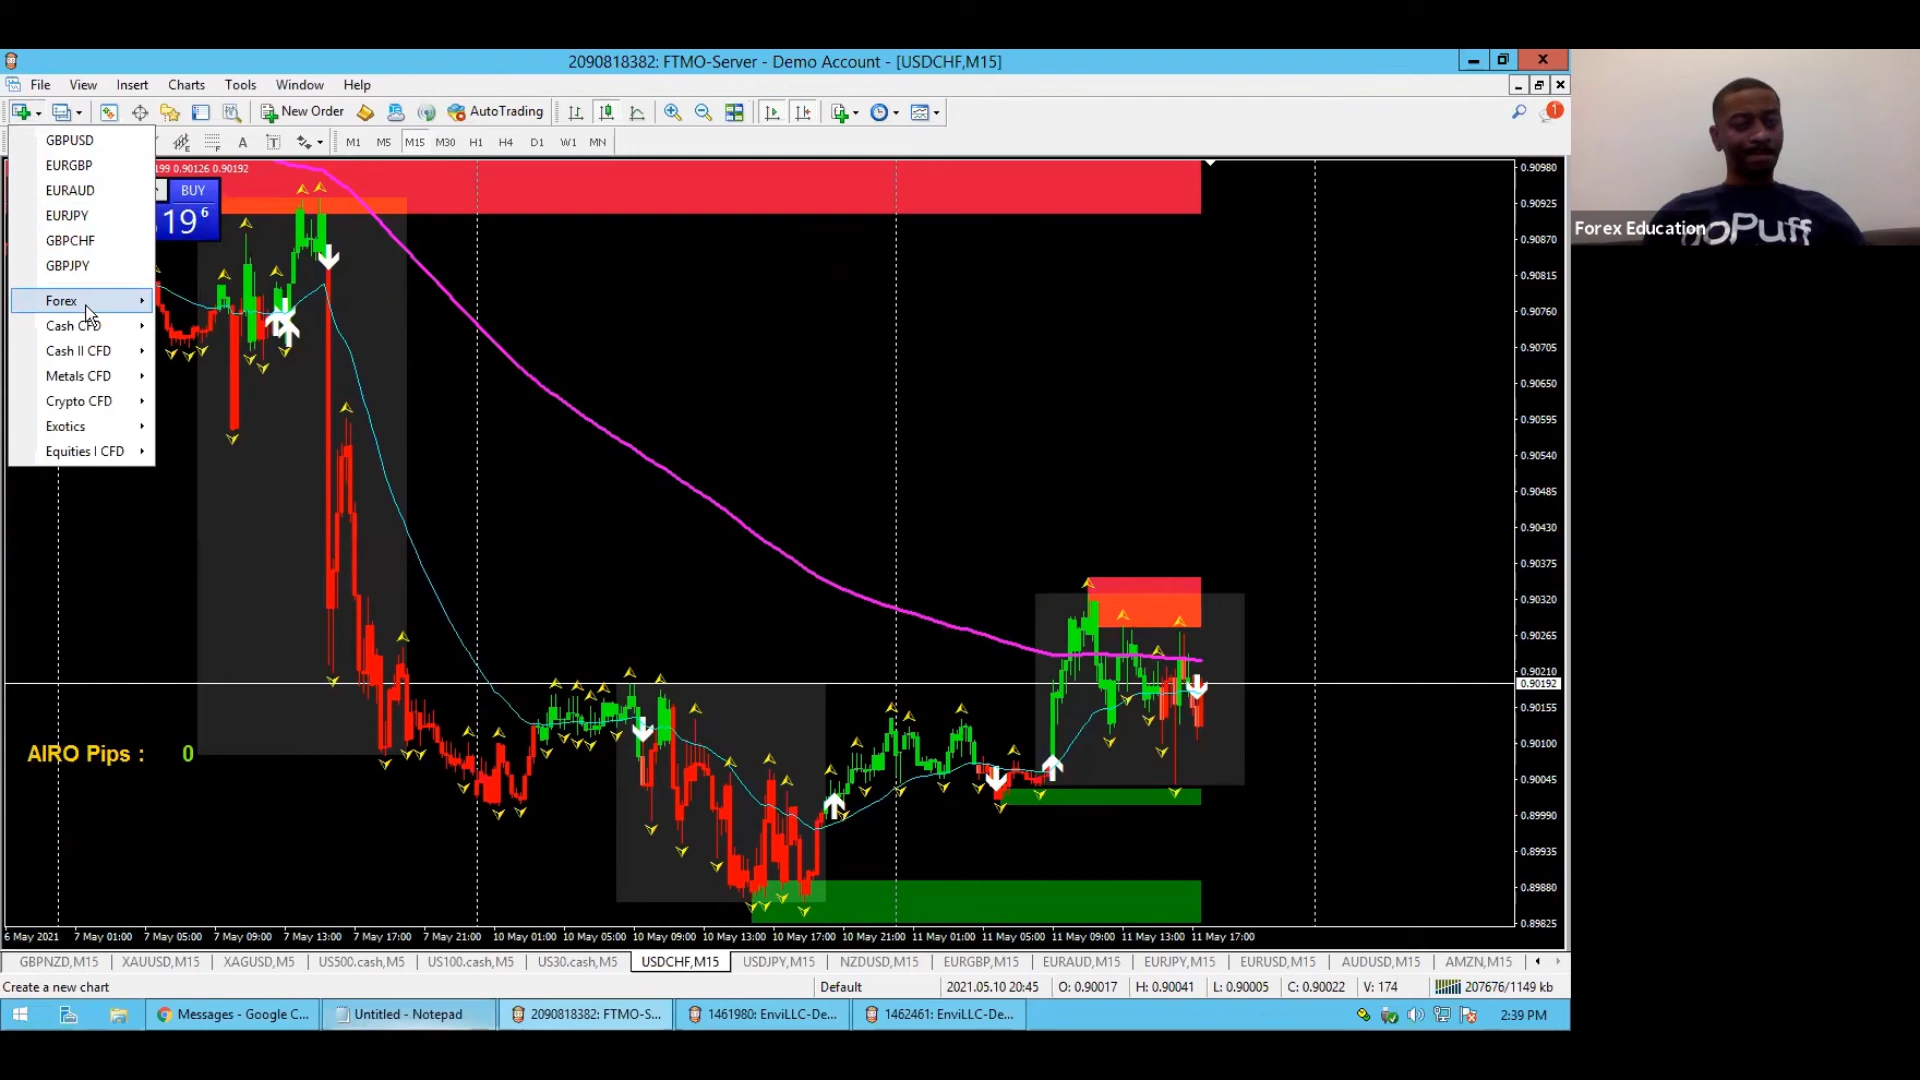 2090818382: FTMO-Server - Demo Account - [USDCHF,M15]
File View Insert Charts Tools Window Help
New Order AutoTrading 1
A T M1 M5 M15 M30 H1 H4 D1 W1 MN
GBPUSD
EURGBP
EURAUD
EURJPY
GBPCHF
GBPJPY
Forex
Cash CFD
Cash II CFD
Metals CFD
Crypto CFD
Exotics
Equities I CFD
199 0.90126 0.90192
BUY
19 6
0.90980
0.90925
0.90870
0.90815
0.90760
0.90705
0.90650
0.90595
0.90540
0.90485
0.90430
0.90375
0.90320
0.90265
0.90210
0.90192
0.90155
0.90100
0.90045
0.89990
0.89935
0.89880
0.89825
AIRO Pips : 0
6 May 2021 7 May 01:00 7 May 05:00 7 May 09:00 7 May 13:00 7 May 17:00 7 May 21:00 10 May 01:00 10 May 05:00 10 May 09:00 10 May 13:00 10 May 17:00 10 May 21:00 11 May 01:00 11 May 05:00 11 May 09:00 11 May 13:00 11 May 17:00
GBPNZD,M15 XAUUSD,M15 XAGUSD,M5 US500.cash,M5 US100.cash,M5 US30.cash,M5 USDCHF,M15 USDJPY,M15 NZDUSD,M15 EURGBP,M15 EURAUD,M15 EURJPY,M15 EURUSD,M15 AUDUSD,M15 AMZN,M15
Create a new chart Default 2021.05.10 20:45 O: 0.90017 H: 0.90041 L: 0.90005 C: 0.90022 V: 174 207676/1149 kb
Messages - Google C... Untitled - Notepad 2090818382: FTMO-S... 1461980: EnviLLC-De... 1462461: EnviLLC-De... 2:39 PM
Forex Education
oPuff